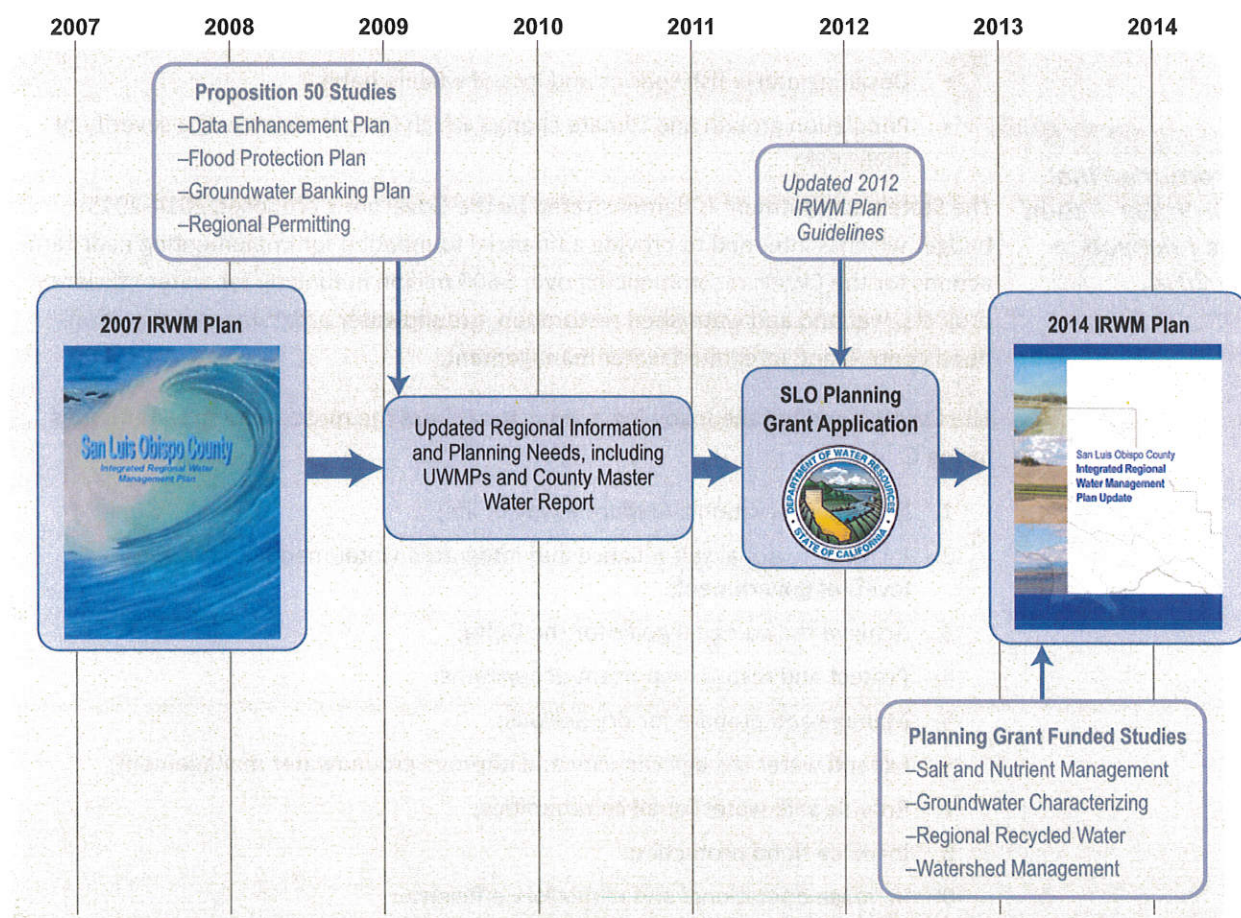 2007 2008 2009 2010 2011 2012 2013 2014
Proposition 50 Studies
–Data Enhancement Plan
–Flood Protection Plan
–Groundwater Banking Plan
–Regional Permitting
Updated 2012
IRWM Plan
Guidelines
2007 IRWM Plan
San Luis Obispo County
Integrated Regional Water
Management Plan
Updated Regional Information
and Planning Needs, including
UWMPs and County Master
Water Report
SLO Planning
Grant Application
DEPARTMENT OF WATER RESOURCES
STATE OF CALIFORNIA
2014 IRWM Plan
San Luis Obispo County
Integrated Regional
Water Management
Plan Update
Planning Grant Funded Studies
–Salt and Nutrient Management
–Groundwater Characterizing
–Regional Recycled Water
–Watershed Management